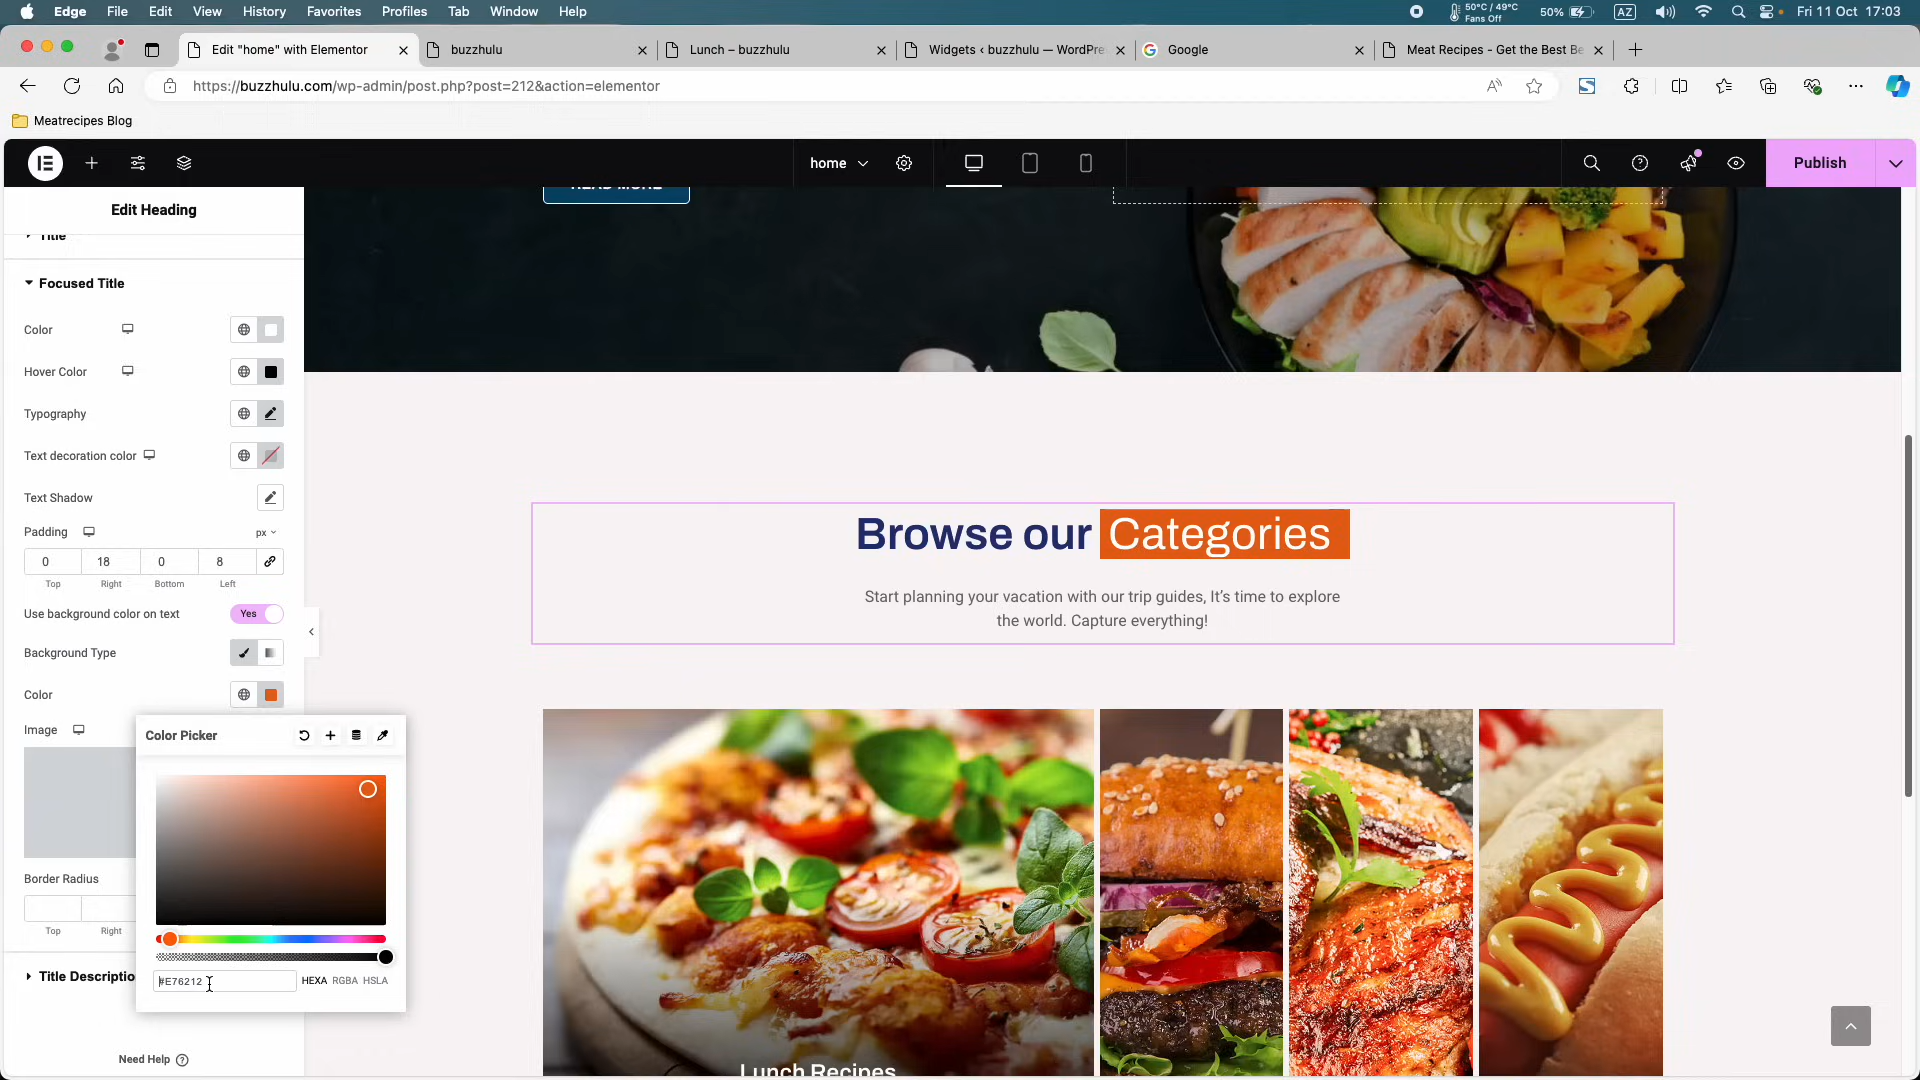 Edge File Edit View History Favorites Profiles Tab Window Help 50°C / 49°C Fans Off 50% AZ Fri 11 Oct 17:03
Edit "home" with Elementor buzzhulu Lunch – buzzhulu Widgets ‹ buzzhulu — WordPre Google Meat Recipes - Get the Best Be
https://buzzhulu.com/wp-admin/post.php?post=212&action=elementor
Meatrecipes Blog
home Publish
READ MORE
Edit Heading
Title
Focused Title
Color
Hover Color
Typography
Text decoration color
Text Shadow
Padding px
0 18 0 8
Top Right Bottom Left
Use background color on text Yes
Background Type
Color
Image
Color Picker
Border Radius
Top Right
#E76212 HEXA RGBA HSLA
Title Descriptio
Need Help
Browse our Categories
Start planning your vacation with our trip guides, It's time to explore
the world. Capture everything!
Lunch Recipes